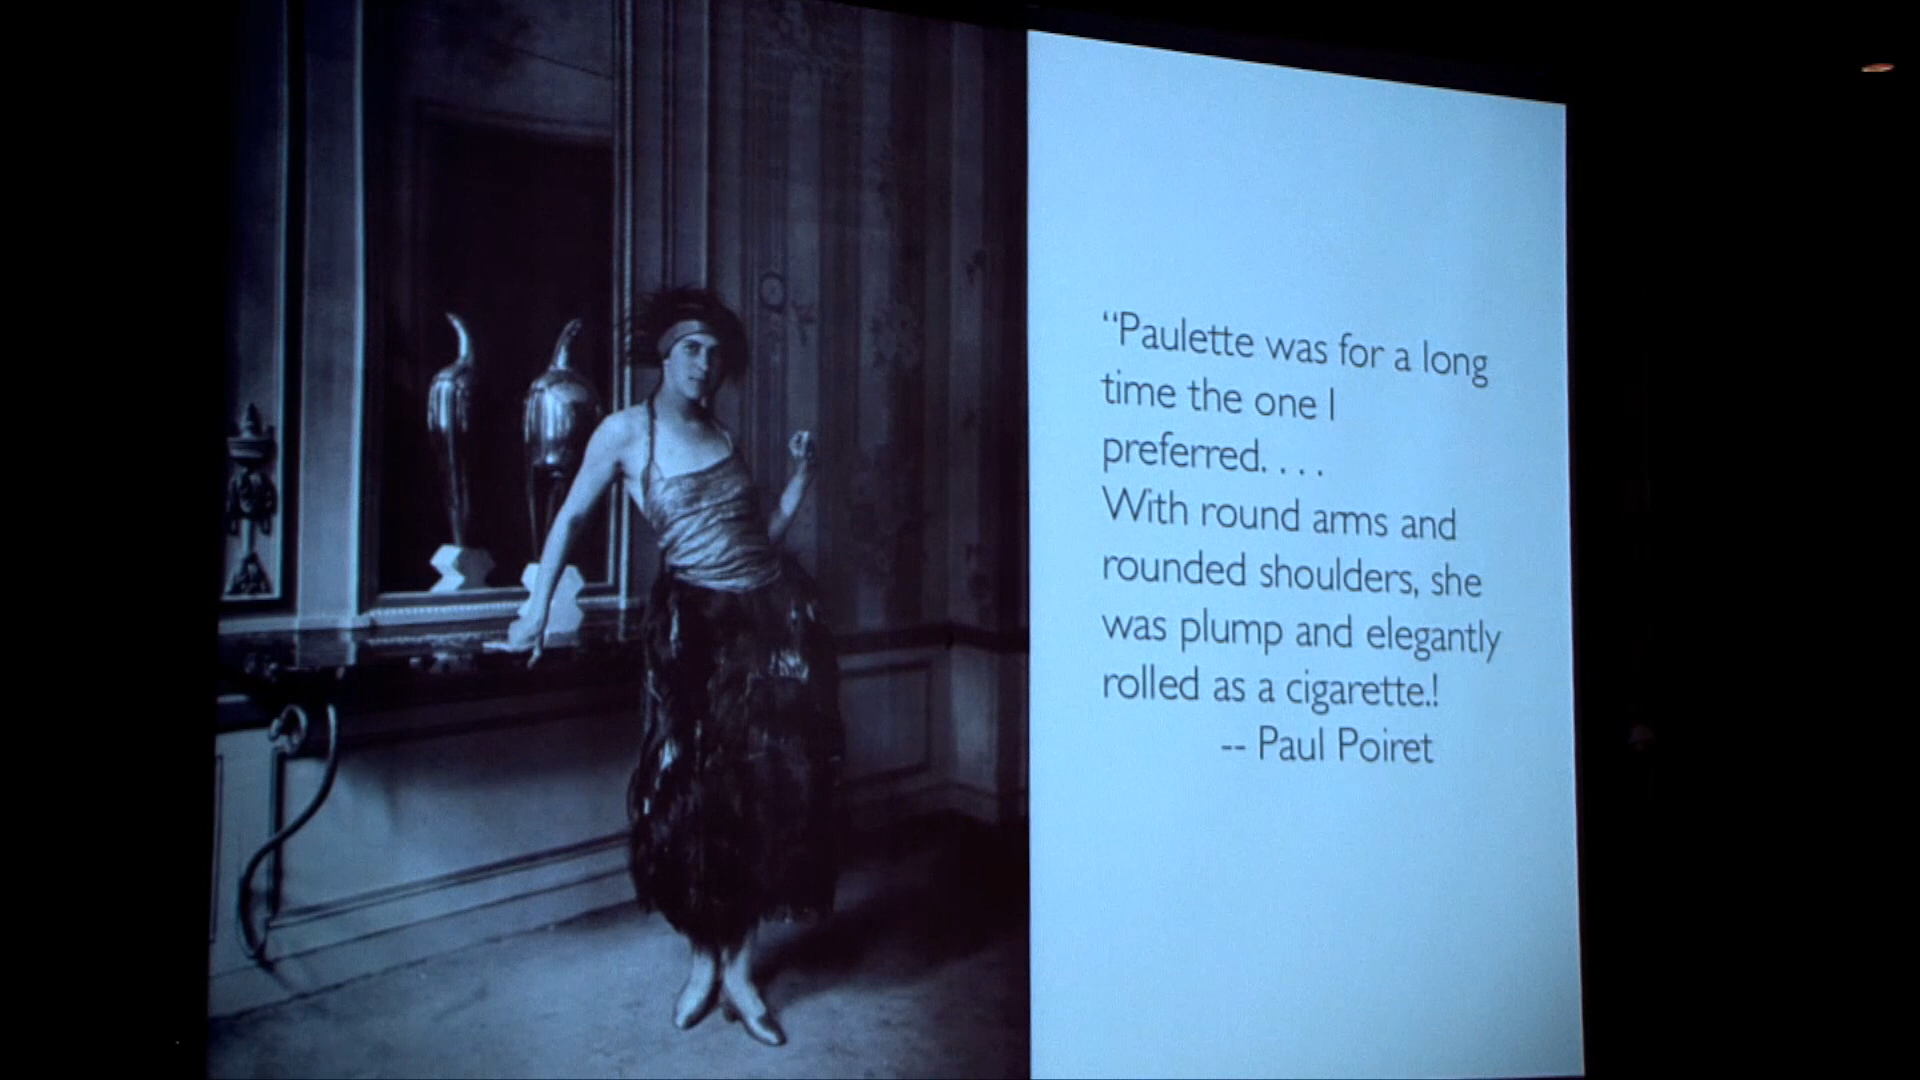 “Paulette was for a long
time the one I
preferred. . . .
With round arms and
rounded shoulders, she
was plump and elegantly
rolled as a cigarette.!
-- Paul Poiret